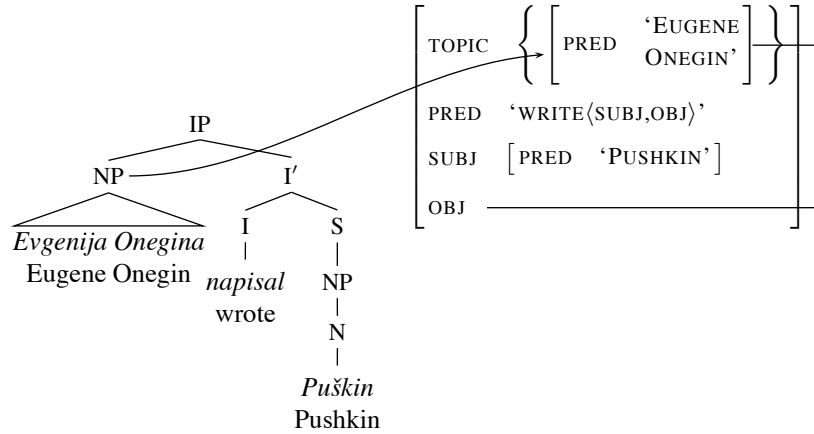 TOPIC { [ PRED ‘EUGENE ONEGIN’ ] }
PRED ‘WRITE⟨SUBJ,OBJ⟩’
SUBJ [PRED ‘PUSHKIN’]
OBJ
IP
NP I′
I S
Evgenija Onegina
Eugene Onegin
napisal NP
wrote
N
Puškin
Pushkin